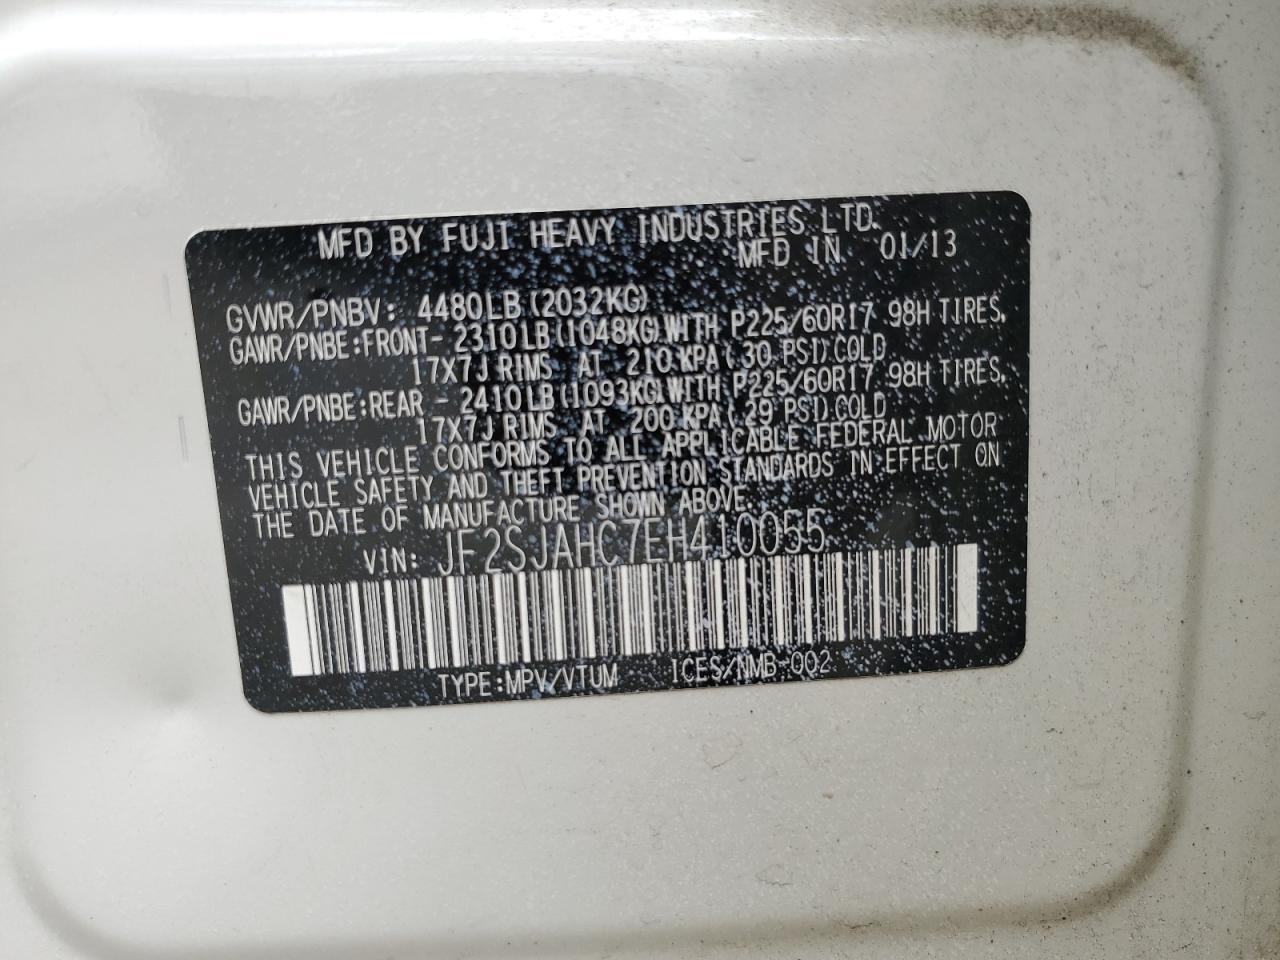 MFD BY FUJI HEAVY INDUSTRIES LTD.
MFD IN 01/13
GVWR/PNBV: 4480LB(2032KG)
GAWR/PNBE:FRONT- 2310LB(1048KG)WITH P225/60R17 98H TIRES,
17X7J RIMS AT 210KPA(30 PSI)COLD
GAWR/PNBE:REAR - 2410LB(1093KG)WITH P225/60R17 98H TIRES,
17X7J RIMS AT 200KPA(29 PSI)COLD
THIS VEHICLE CONFORMS TO ALL APPLICABLE FEDERAL MOTOR
VEHICLE SAFETY AND THEFT PREVENTION STANDARDS IN EFFECT ON
THE DATE OF MANUFACTURE SHOWN ABOVE.
VIN: JF2SJAHC7EH410055
TYPE:MPV/VTUM ICES/NMB-002